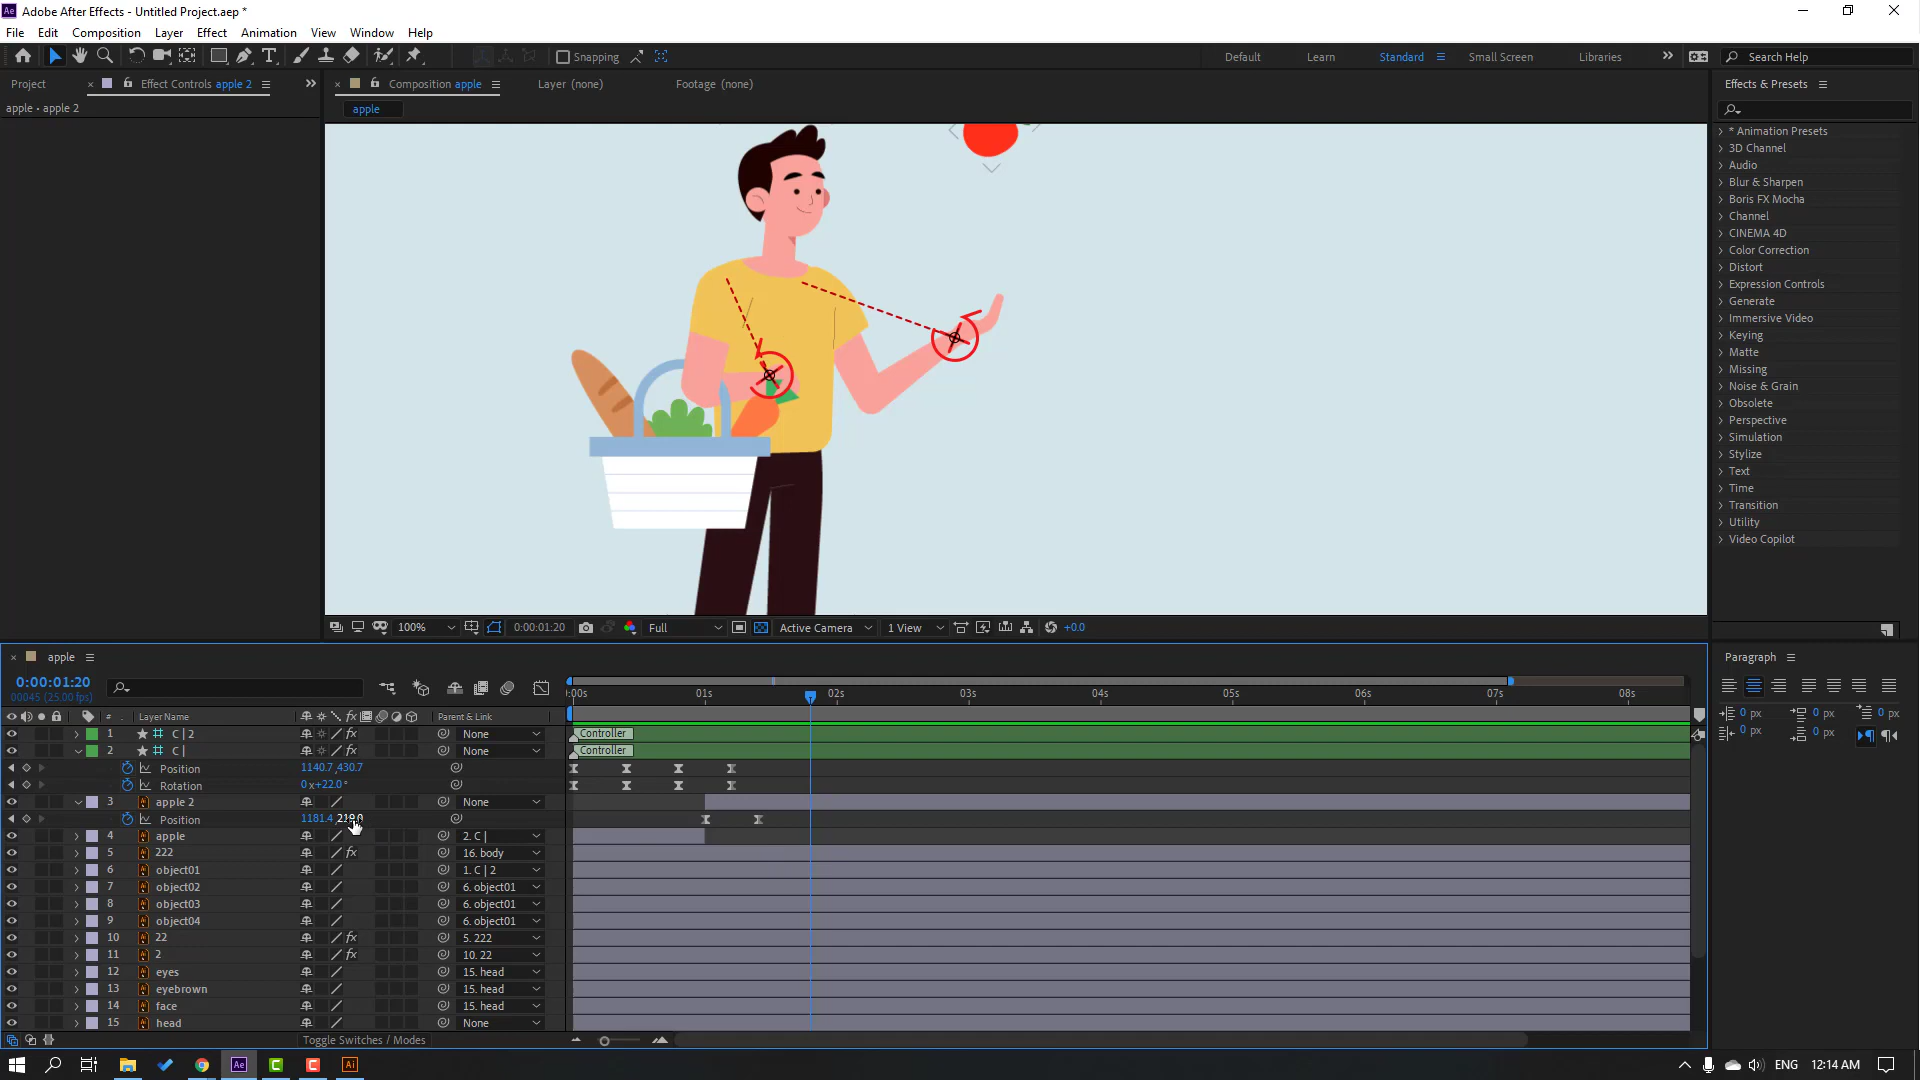 Adobe After Effects - Untitled Project.aep *
File Edit Composition Layer Effect Animation View Window Help
Snapping Default Learn Standard Small Screen Libraries Search Help
Project Effect Controls apple 2 Composition apple Layer (none) Footage (none) Effects & Presets
apple • apple 2
apple
* Animation Presets
3D Channel
Audio
Blur & Sharpen
Boris FX Mocha
Channel
CINEMA 4D
Color Correction
Distort
Expression Controls
Generate
Immersive Video
Keying
Matte
Missing
Noise & Grain
Obsolete
Perspective
Simulation
Stylize
Text
Time
Transition
Utility
Video Copilot
100% 0:00:01:20 Full Active Camera 1 View +0.0
apple
Paragraph
0:00:01:20
00045 (25.00 fps)
:00s 01s 02s 03s 04s 05s 06s 07s 08s
# Layer Name Parent & Link
1 C | 2 None Controller
2 C | None Controller
Position 1140.7,430.7
Rotation 0x+22.0°
3 apple 2 None
Position 1181.4,
4 apple 2. C |
5 222 16. body
6 object01 1. C | 2
7 object02 6. object01
8 object03 6. object01
9 object04 6. object01
10 22 5. 222
11 2 10. 22
12 eyes 15. head
13 eyebrown 15. head
14 face 15. head
15 head None
Toggle Switches / Modes
0 px 0 px 0 px
0 px 0 px
ENG 12:14 AM